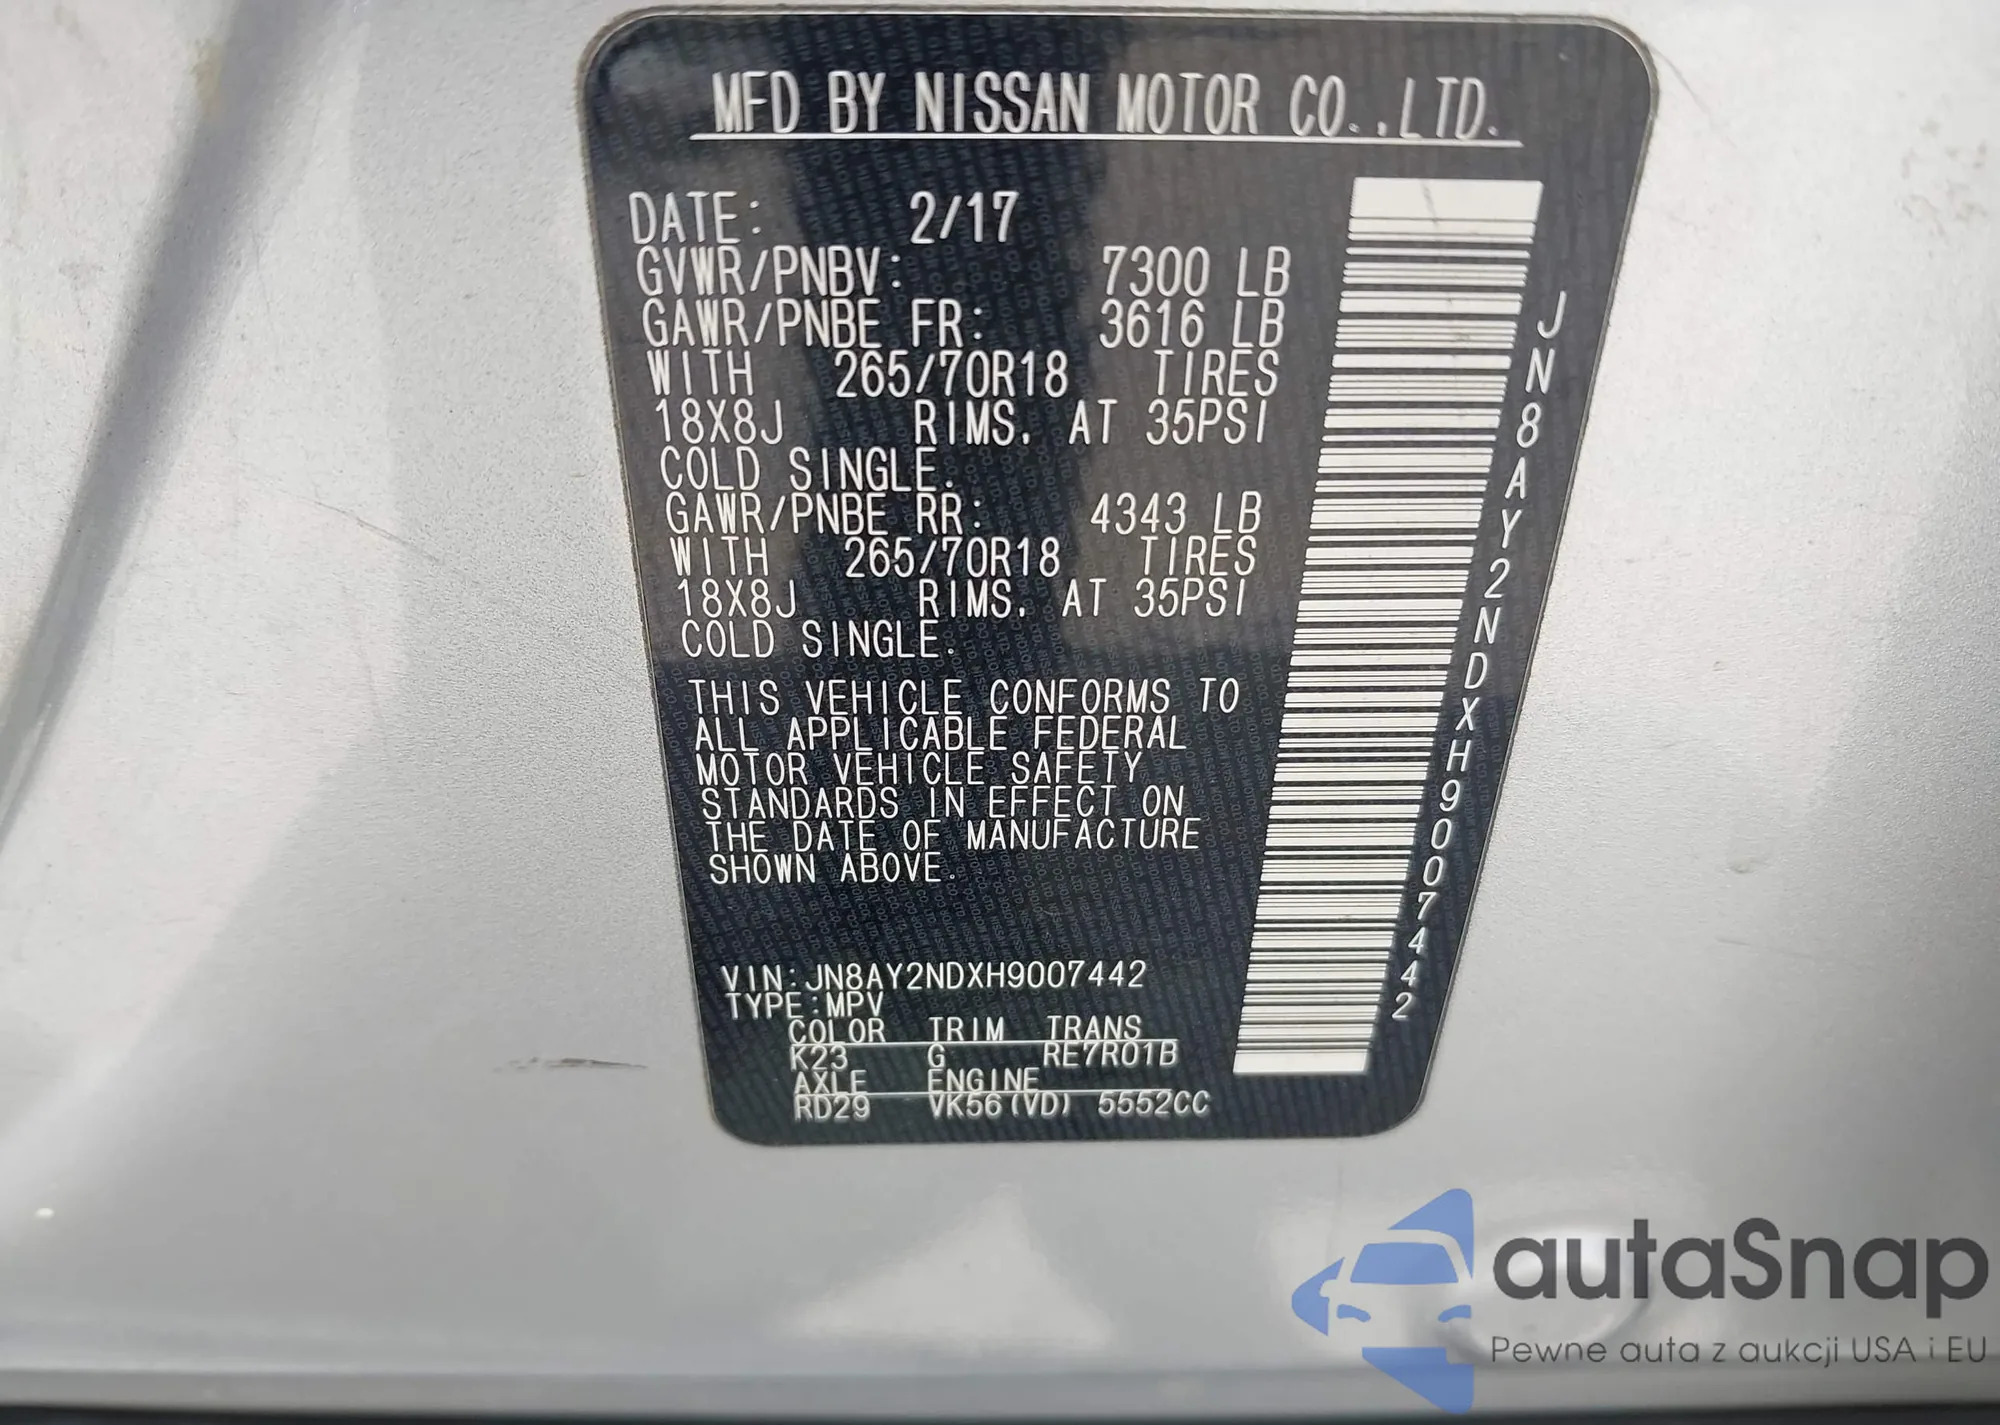 MFD BY NISSAN MOTOR CO.,LTD.
DATE: 2/17
GVWR/PNBV: 7300 LB
GAWR/PNBE FR: 3616 LB
WITH 265/70R18 TIRES
18X8J RIMS. AT 35PSI
COLD SINGLE.
GAWR/PNBE RR: 4343 LB
WITH 265/70R18 TIRES
18X8J RIMS. AT 35PSI
COLD SINGLE.
THIS VEHICLE CONFORMS TO
ALL APPLICABLE FEDERAL
MOTOR VEHICLE SAFETY
STANDARDS IN EFFECT ON
THE DATE OF MANUFACTURE
SHOWN ABOVE.
VIN:JN8AY2NDXH9007442
TYPE:MPV
COLOR TRIM TRANS
K23 G RE7R01B
AXLE ENGINE
RD29 VK56(VD) 5552CC
JN8AY2NDXH9007442
autaSnap
Pewne auta z aukcji USA i EU